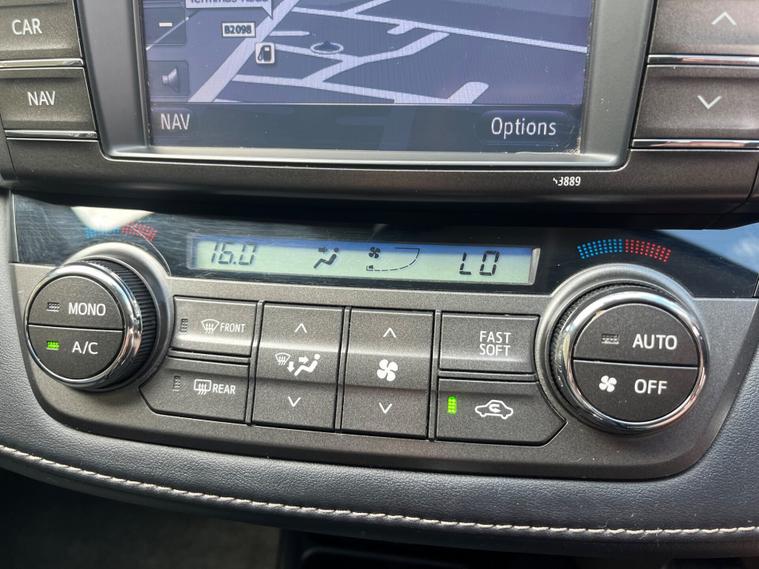 CAR
B2098
NAV
NAV
Options
3889
16.0
LO
MONO
A/C
FRONT
REAR
FAST
SOFT
AUTO
OFF